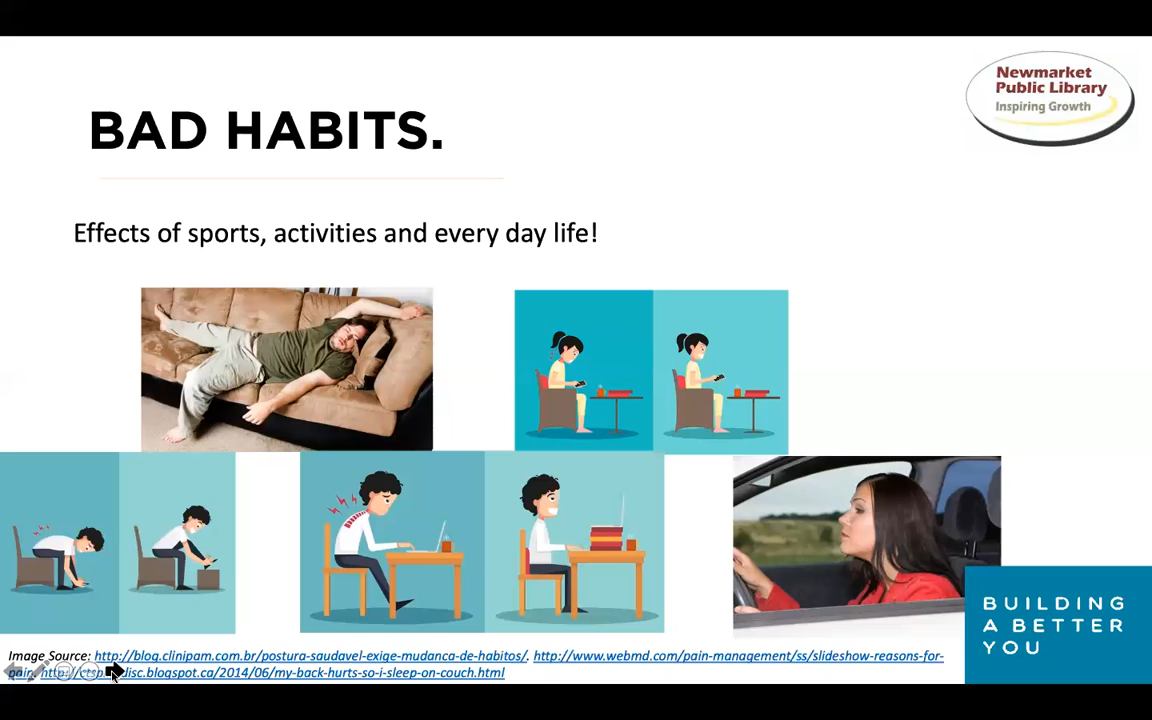 Newmarket
Public Library
Inspiring Growth
BAD HABITS.
Effects of sports, activities and every day life!
BUILDING
A BETTER
YOU
Image Source: http://blog.clinipam.com.br/postura-saudavel-exige-mudanca-de-habitos/. http://www.webmd.com/pain-management/ss/slideshow-reasons-for-
pain. disc.blogspot.ca/2014/06/my-back-hurts-so-i-sleep-on-couch.html